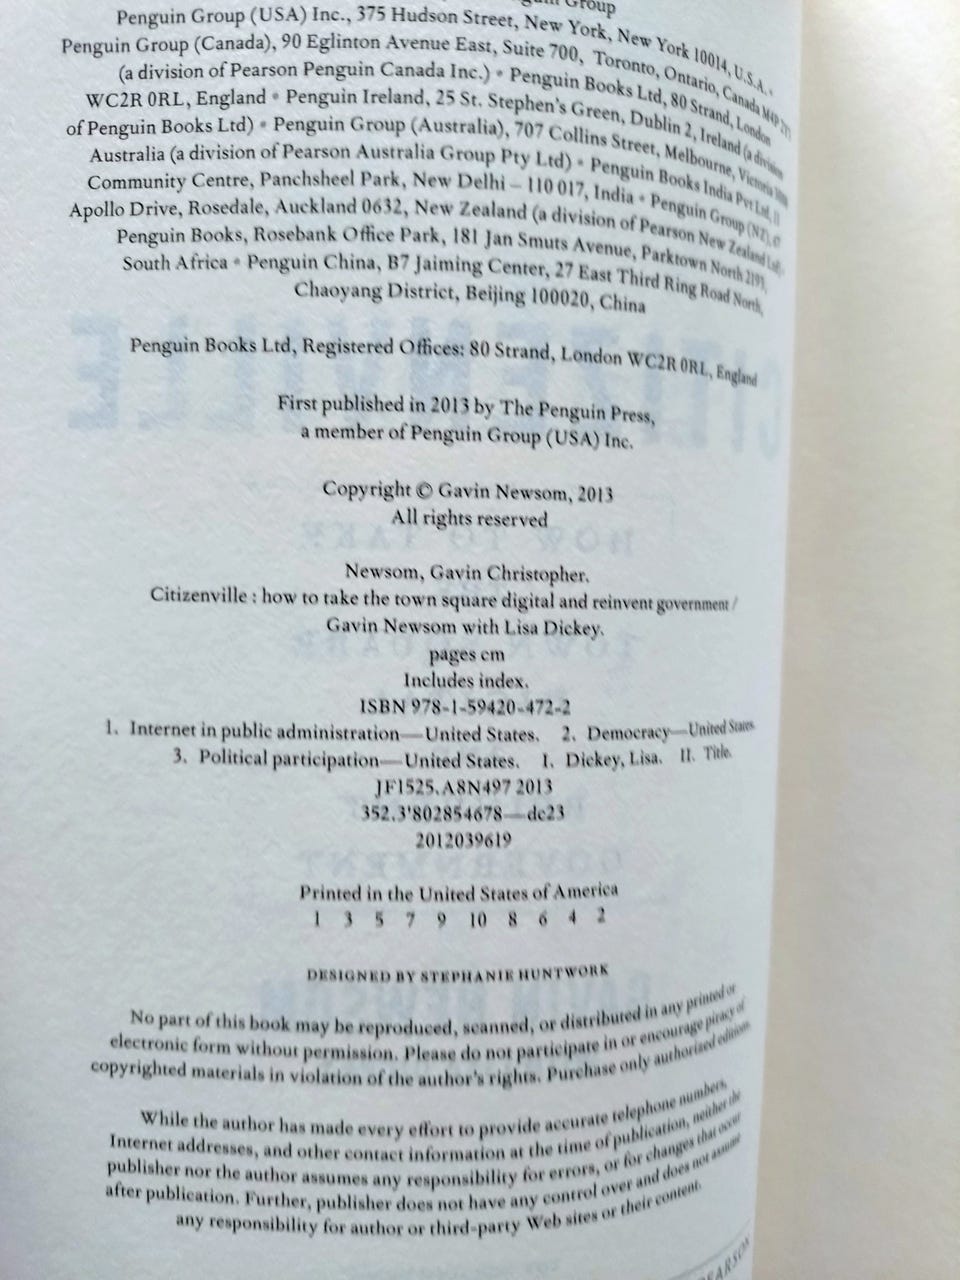 Group
Penguin Group (USA) Inc., 375 Hudson Street, New York, New York 10014, U.S.A. •
Penguin Group (Canada), 90 Eglinton Avenue East, Suite 700, Toronto, Ontario, Canada M4P 2Y3
(a division of Pearson Penguin Canada Inc.) • Penguin Books Ltd, 80 Strand, London
WC2R 0RL, England • Penguin Ireland, 25 St. Stephen's Green, Dublin 2, Ireland (a division
of Penguin Books Ltd) • Penguin Group (Australia), 707 Collins Street, Melbourne, Victoria
Australia (a division of Pearson Australia Group Pty Ltd) • Penguin Books India Pvt Ltd, 11
Community Centre, Panchsheel Park, New Delhi – 110 017, India • Penguin Group (NZ), 67
Apollo Drive, Rosedale, Auckland 0632, New Zealand (a division of Pearson New Zealand Ltd) •
Penguin Books, Rosebank Office Park, 181 Jan Smuts Avenue, Parktown North 2193,
South Africa • Penguin China, B7 Jaiming Center, 27 East Third Ring Road North,
Chaoyang District, Beijing 100020, China
Penguin Books Ltd, Registered Offices: 80 Strand, London WC2R 0RL, England
First published in 2013 by The Penguin Press,
a member of Penguin Group (USA) Inc.
Copyright © Gavin Newsom, 2013
All rights reserved
Newsom, Gavin Christopher.
Citizenville : how to take the town square digital and reinvent government /
Gavin Newsom with Lisa Dickey.
pages cm
Includes index.
ISBN 978-1-59420-472-2
1. Internet in public administration—United States. 2. Democracy—United States.
3. Political participation—United States. I. Dickey, Lisa. II. Title.
JF1525.A8N497 2013
352.3'802854678—dc23
2012039619
Printed in the United States of America
1 3 5 7 9 10 8 6 4 2
DESIGNED BY STEPHANIE HUNTWORK
No part of this book may be reproduced, scanned, or distributed in any printed or
electronic form without permission. Please do not participate in or encourage piracy of
copyrighted materials in violation of the author's rights. Purchase only authorized editions.
While the author has made every effort to provide accurate telephone numbers,
Internet addresses, and other contact information at the time of publication, neither the
publisher nor the author assumes any responsibility for errors, or for changes that occur
after publication. Further, publisher does not have any control over and does not assume
any responsibility for author or third-party Web sites or their content.
PEARSON